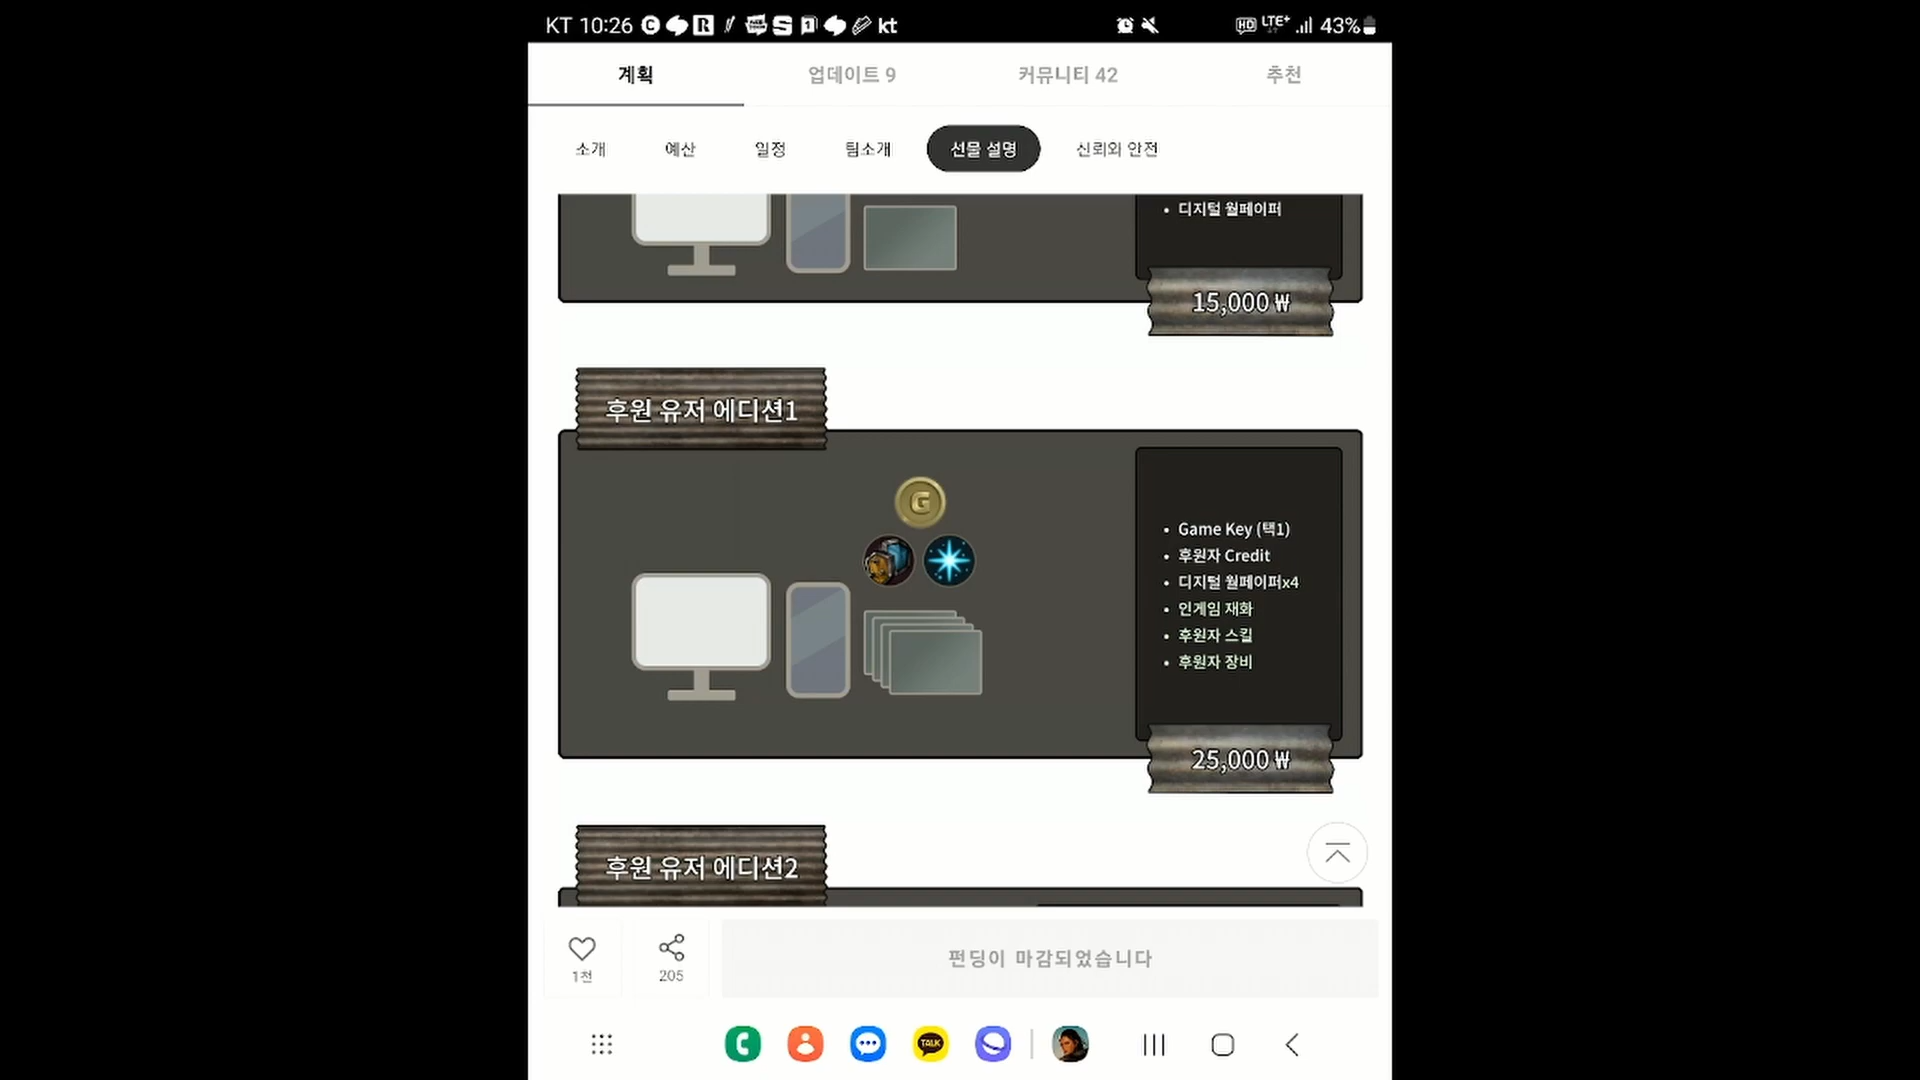 KT 10:26 kt HD LTE+ 43%
계획 업데이트 9 커뮤니티 42 추천
소개 예산 일정 팀소개 선물 설명 신뢰와 안전
• 디지털 월페이퍼
15,000 ₩
후원 유저 에디션1
G
• Game Key (택1)
• 후원자 Credit
• 디지털 월페이퍼x4
• 인게임 재화
• 후원자 스킬
• 후원자 장비
25,000 ₩
후원 유저 에디션2
1천 205 펀딩이 마감되었습니다
TALK